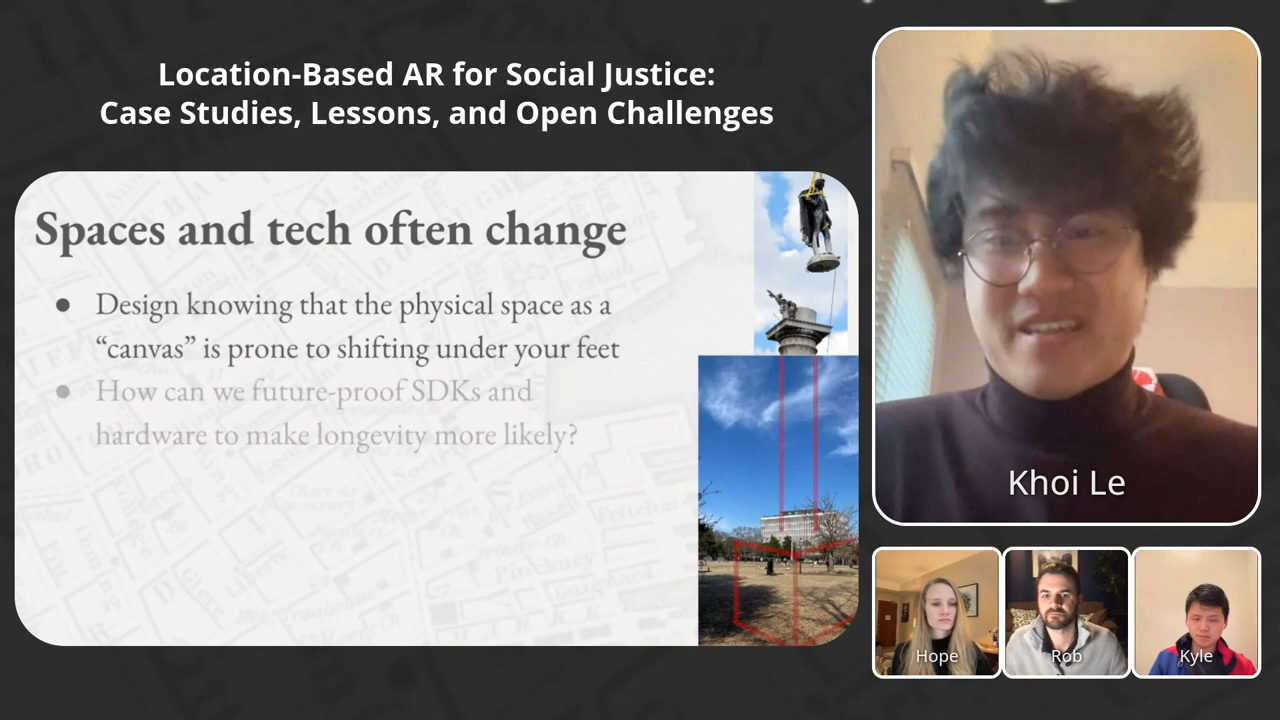 Location-Based AR for Social Justice:
Case Studies, Lessons, and Open Challenges
Spaces and tech often change
● Design knowing that the physical space as a
“canvas” is prone to shifting under your feet
● How can we future-proof SDKs and
hardware to make longevity more likely?
Khoi Le
Hope
Rob
Kyle